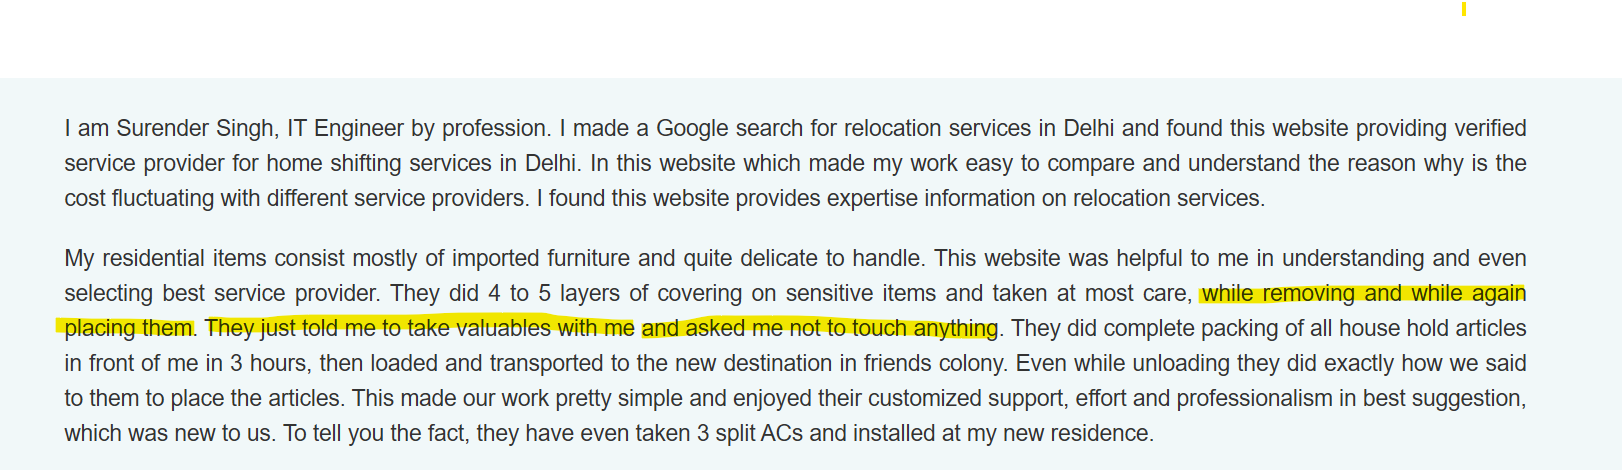 I am Surender Singh, IT Engineer by profession. I made a Google search for relocation services in Delhi and found this website providing verified
service provider for home shifting services in Delhi. In this website which made my work easy to compare and understand the reason why is the
cost fluctuating with different service providers. I found this website provides expertise information on relocation services.
My residential items consist mostly of imported furniture and quite delicate to handle. This website was helpful to me in understanding and even
selecting best service provider. They did 4 to 5 layers of covering on sensitive items and taken at most care, while removing and while again
placing them. They just told me to take valuables with me and asked me not to touch anything. They did complete packing of all house hold articles
in front of me in 3 hours, then loaded and transported to the new destination in friends colony. Even while unloading they did exactly how we said
to them to place the articles. This made our work pretty simple and enjoyed their customized support, effort and professionalism in best suggestion,
which was new to us. To tell you the fact, they have even taken 3 split ACs and installed at my new residence.